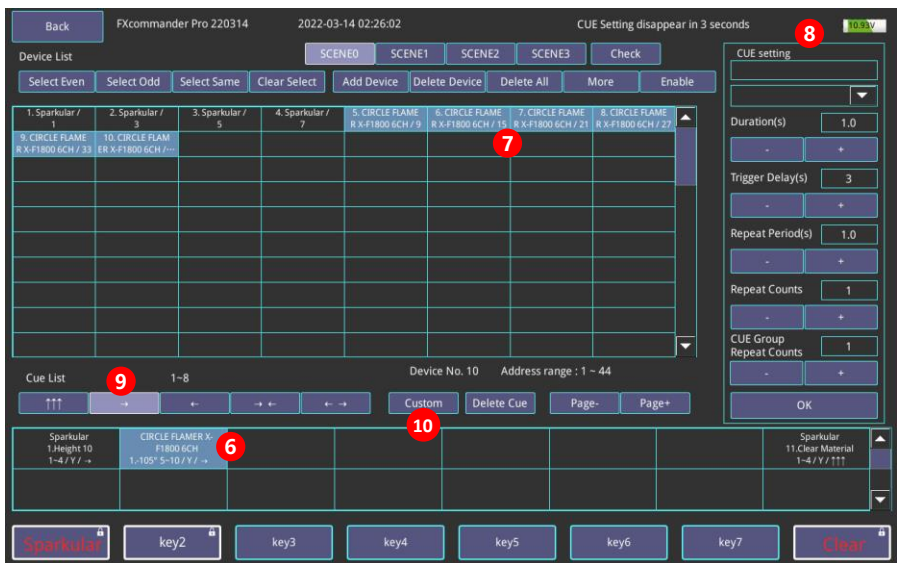 Back FXcommander Pro 220314 2022-03-14 02:26:02 CUE Setting disappear in 3 seconds 10.93V
8
Device List SCENE0 SCENE1 SCENE2 SCENE3 Check
CUE setting
Select Even Select Odd Select Same Clear Select Add Device Delete Device Delete All More Enable
1. Sparkular /
1
2. Sparkular /
3
3. Sparkular /
5
4. Sparkular /
7
5. CIRCLE FLAME
R X-F1800 6CH / 9
6. CIRCLE FLAME
R X-F1800 6CH / 15
7. CIRCLE FLAME
R X-F1800 6CH / 21
8. CIRCLE FLAME
R X-F1800 6CH / 27
9. CIRCLE FLAME
R X-F1800 6CH / 33
10. CIRCLE FLAM
ER X-F1800 6CH /···
7
Duration(s) 1.0
- +
Trigger Delay(s) 3
- +
Repeat Period(s) 1.0
- +
Repeat Counts 1
- +
CUE Group
Repeat Counts 1
- +
OK
Cue List 9 1~8 Device No. 10 Address range : 1 ~ 44
↑↑↑ → ← → ← ← → Custom Delete Cue Page- Page+
10
Sparkular
1.Height 10
1~4 / Y / →
CIRCLE FLAMER X-
F1800 6CH
1.-105° 5~10 / Y / →
6
Sparkular
11.Clear Material
1~4 / Y / ↑↑↑
Sparkular key2 key3 key4 key5 key6 key7 Clear